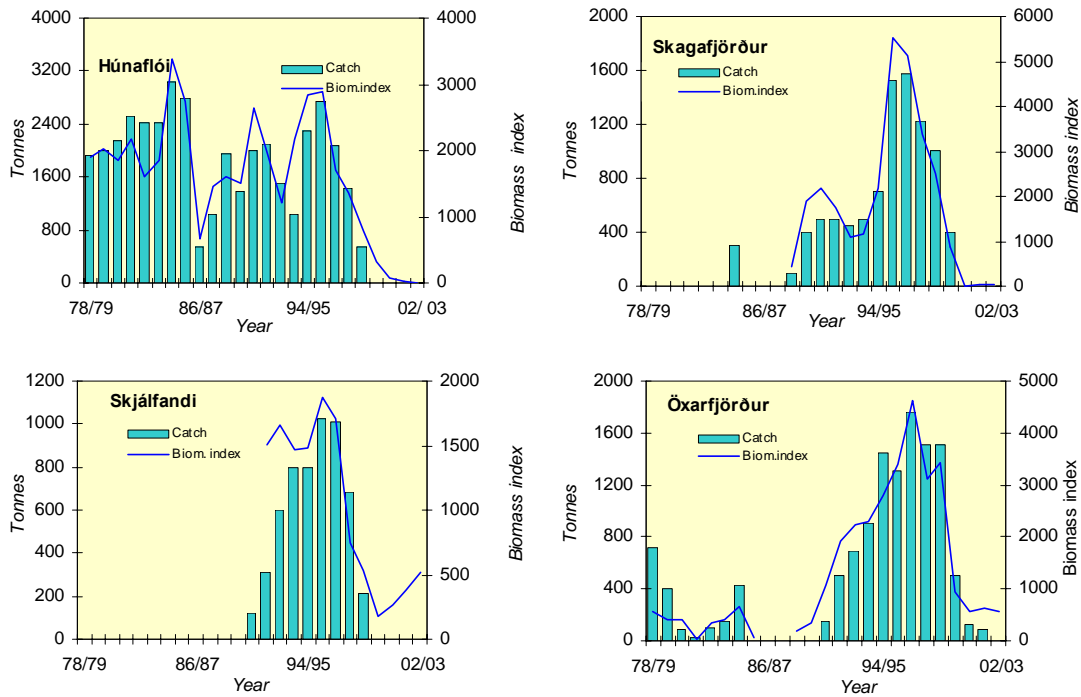 Húnaflói
Catch
Biom.index
4000
3200
2400
1600
800
0
Tonnes
4000
3000
2000
1000
0
Biomass index
78/79 86/87 94/95 02/ 03
Year
Skagafjörður
Catch
Biom.index
2000
1600
1200
800
400
0
Tonnes
6000
5000
4000
3000
2000
1000
0
Biomass index
78/79 86/87 94/95 02/03
Year
Skjálfandi
Catch
Biom. index
1200
1000
800
600
400
200
0
Tonnes
2000
1500
1000
500
0
Biomass index
78/79 86/87 94/95 02/ 03
Year
Öxarfjörður
Catch
Biom.index
2000
1600
1200
800
400
0
Tonnes
5000
4000
3000
2000
1000
0
Biomass index
78/79 86/87 94/95 02/03
Year